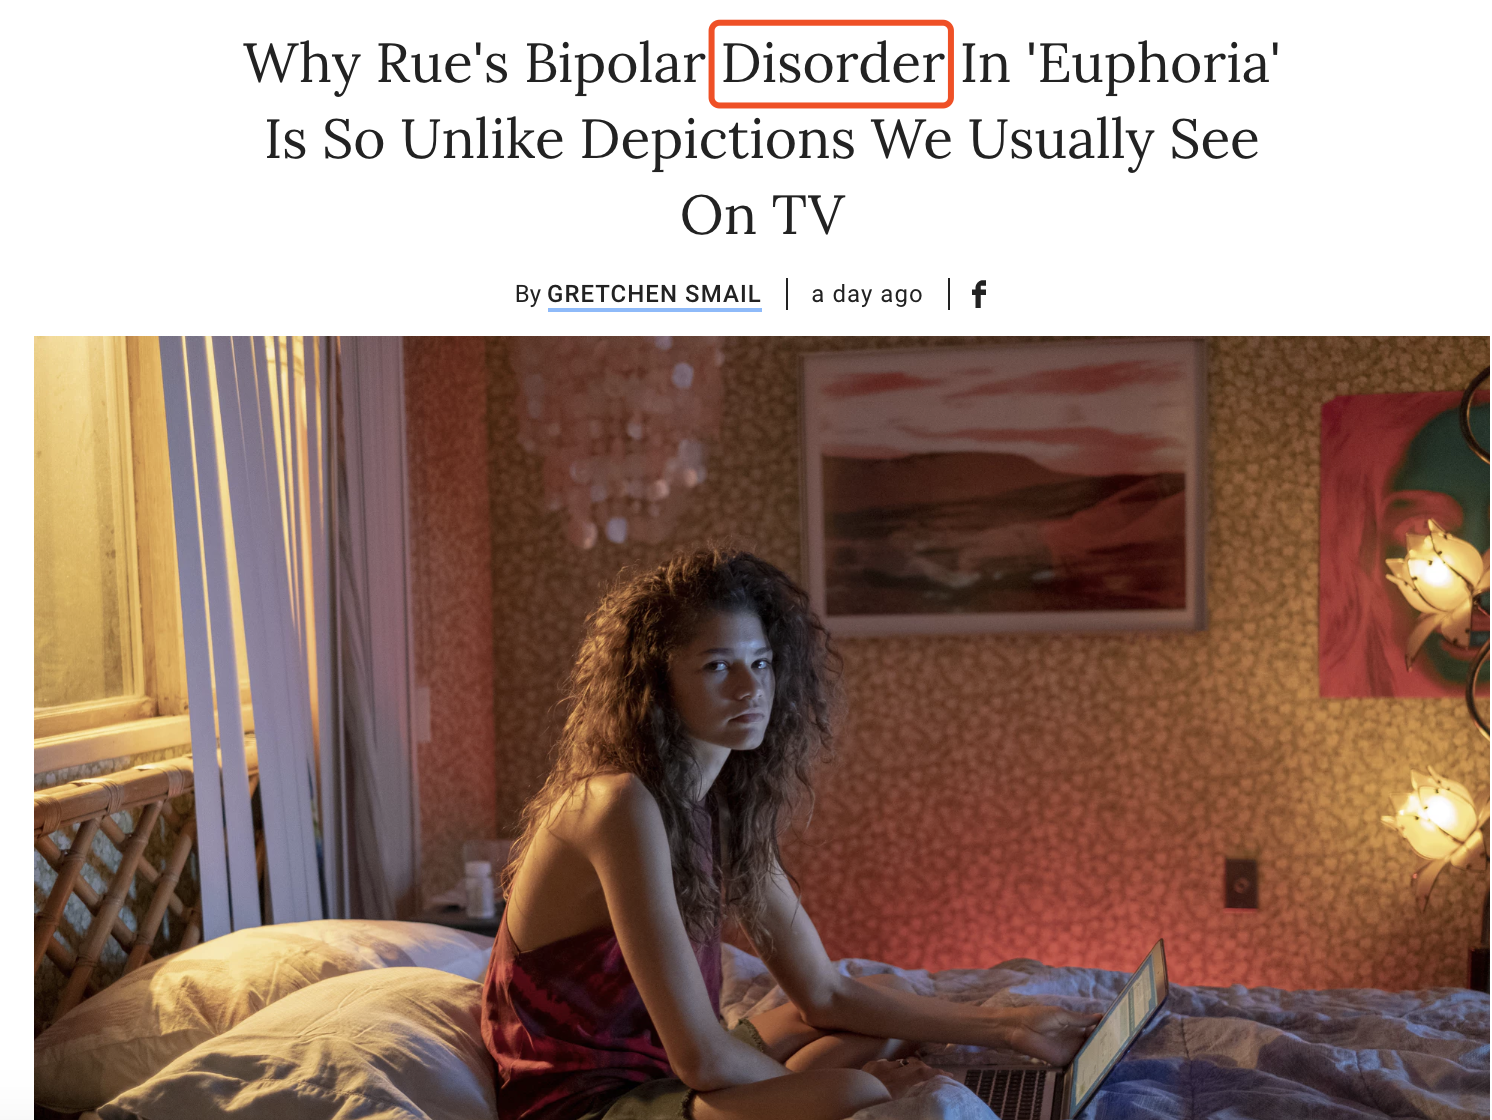 Why Rue's Bipolar Disorder In 'Euphoria'
Is So Unlike Depictions We Usually See
On TV
By GRETCHEN SMAIL | a day ago | f